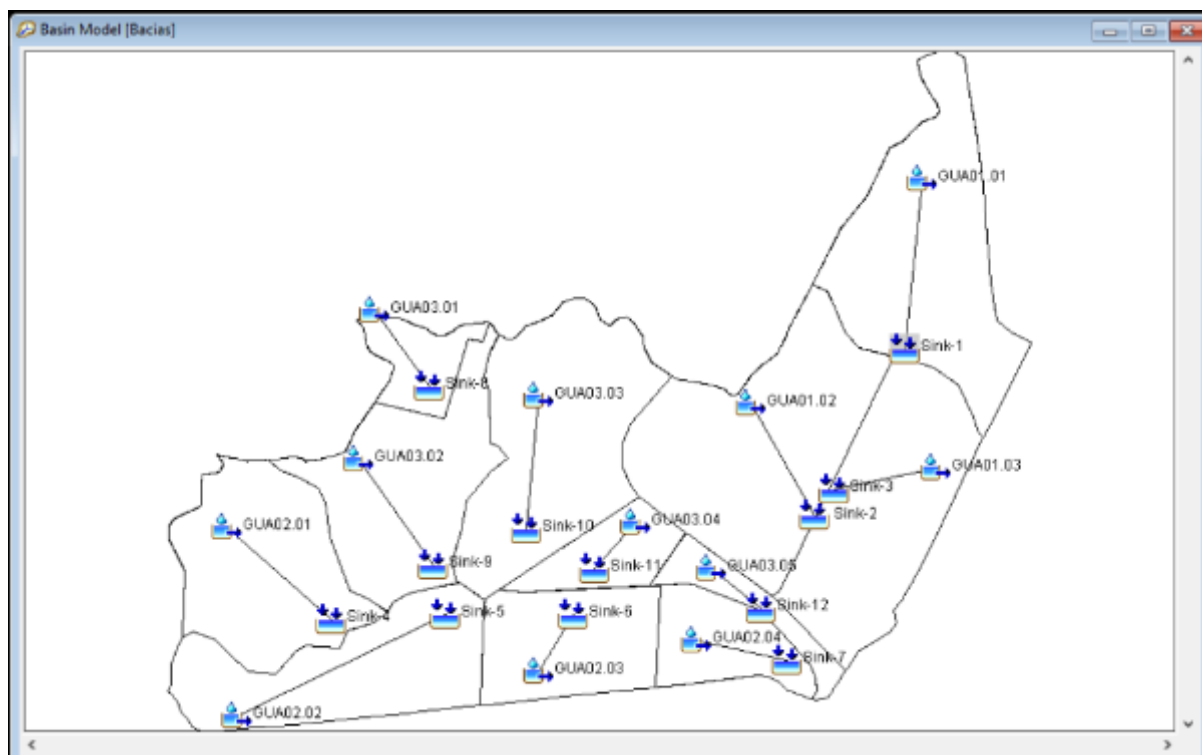 Basin Model [Bacias]
GUA01.01
GUA03.01
Sink-1
Sink-8
GUA03.03
GUA01.02
GUA03.02
GUA01.03
Sink-3
Sink-2
GUA02.01
Sink-10
GUA03.04
Sink-9
Sink-11
GUA03.05
Sink-4
Sink-5
Sink-6
Sink-12
GUA02.04
Sink-7
GUA02.03
GUA02.02